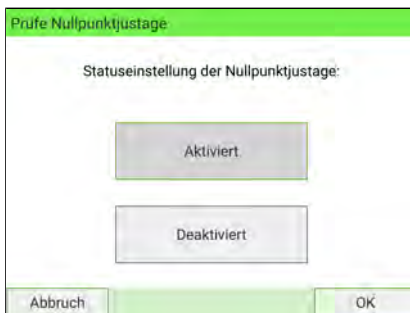 Prüfe Nullpunktjustage
Statuseinstellung der Nullpunktjustage:
Aktiviert
Deaktiviert
Abbruch
OK